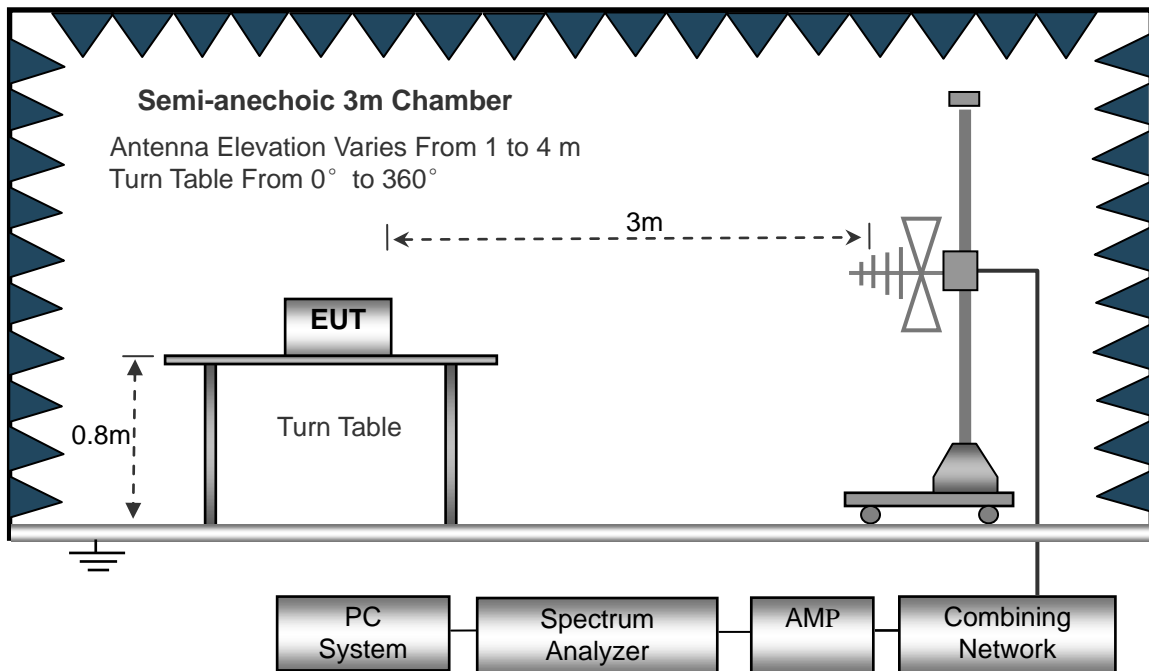 Semi-anechoic 3m Chamber
Antenna Elevation Varies From 1 to 4 m
Turn Table From 0° to 360°
3m
EUT
0.8m
Turn Table
PC
System
Spectrum
Analyzer
AMP
Combining
Network